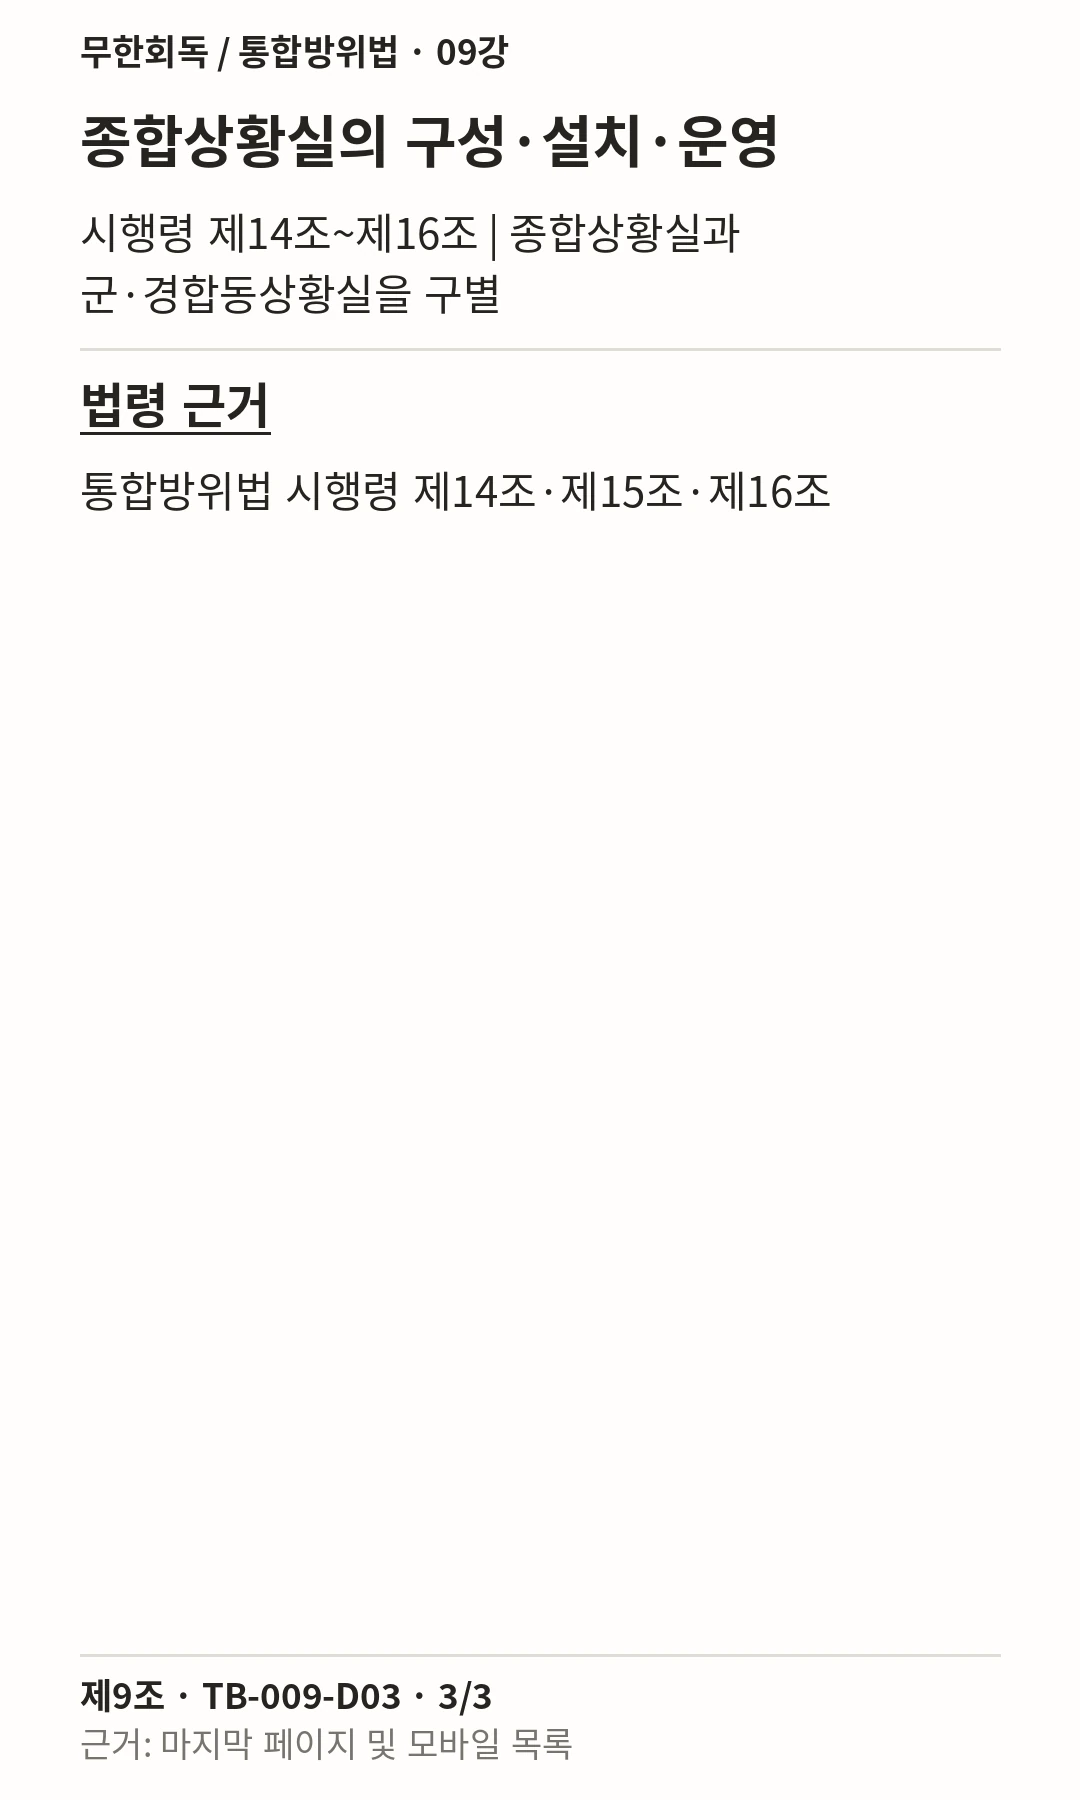 무한회독 / 통합방위법 · 09강
종합상황실의 구성·설치·운영
시행령 제14조~제16조 | 종합상황실과
군·경합동상황실을 구별
법령 근거
통합방위법 시행령 제14조·제15조·제16조
제9조 · TB-009-D03 · 3/3
근거: 마지막 페이지 및 모바일 목록